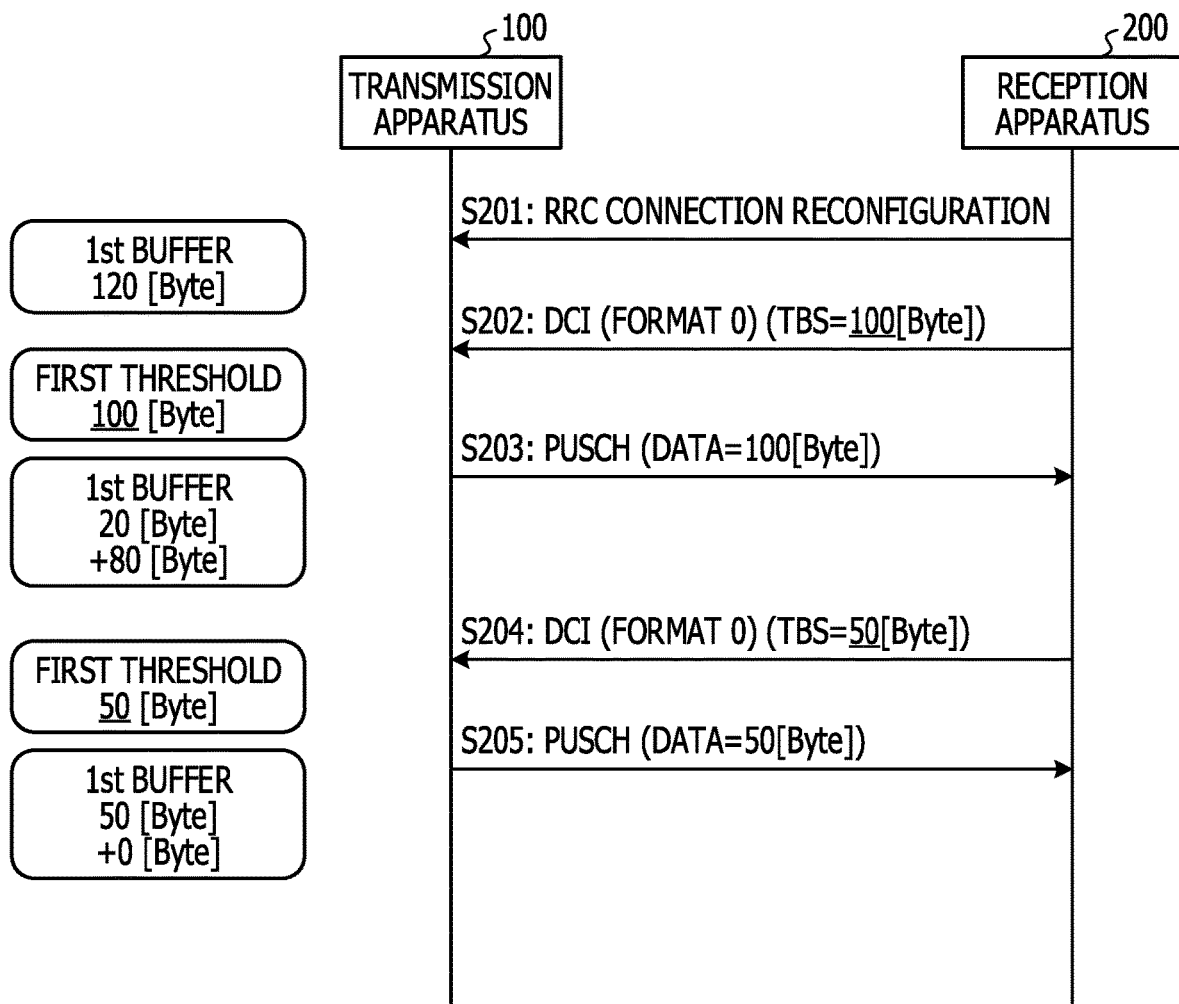 100
200
TRANSMISSION
APPARATUS
RECEPTION
APPARATUS
S201: RRC CONNECTION RECONFIGURATION
1st BUFFER
120 [Byte]
S202: DCI (FORMAT 0) (TBS=100[Byte])
FIRST THRESHOLD
100 [Byte]
S203: PUSCH (DATA=100[Byte])
1st BUFFER
20 [Byte]
+80 [Byte]
S204: DCI (FORMAT 0) (TBS=50[Byte])
FIRST THRESHOLD
50 [Byte]
S205: PUSCH (DATA=50[Byte])
1st BUFFER
50 [Byte]
+0 [Byte]